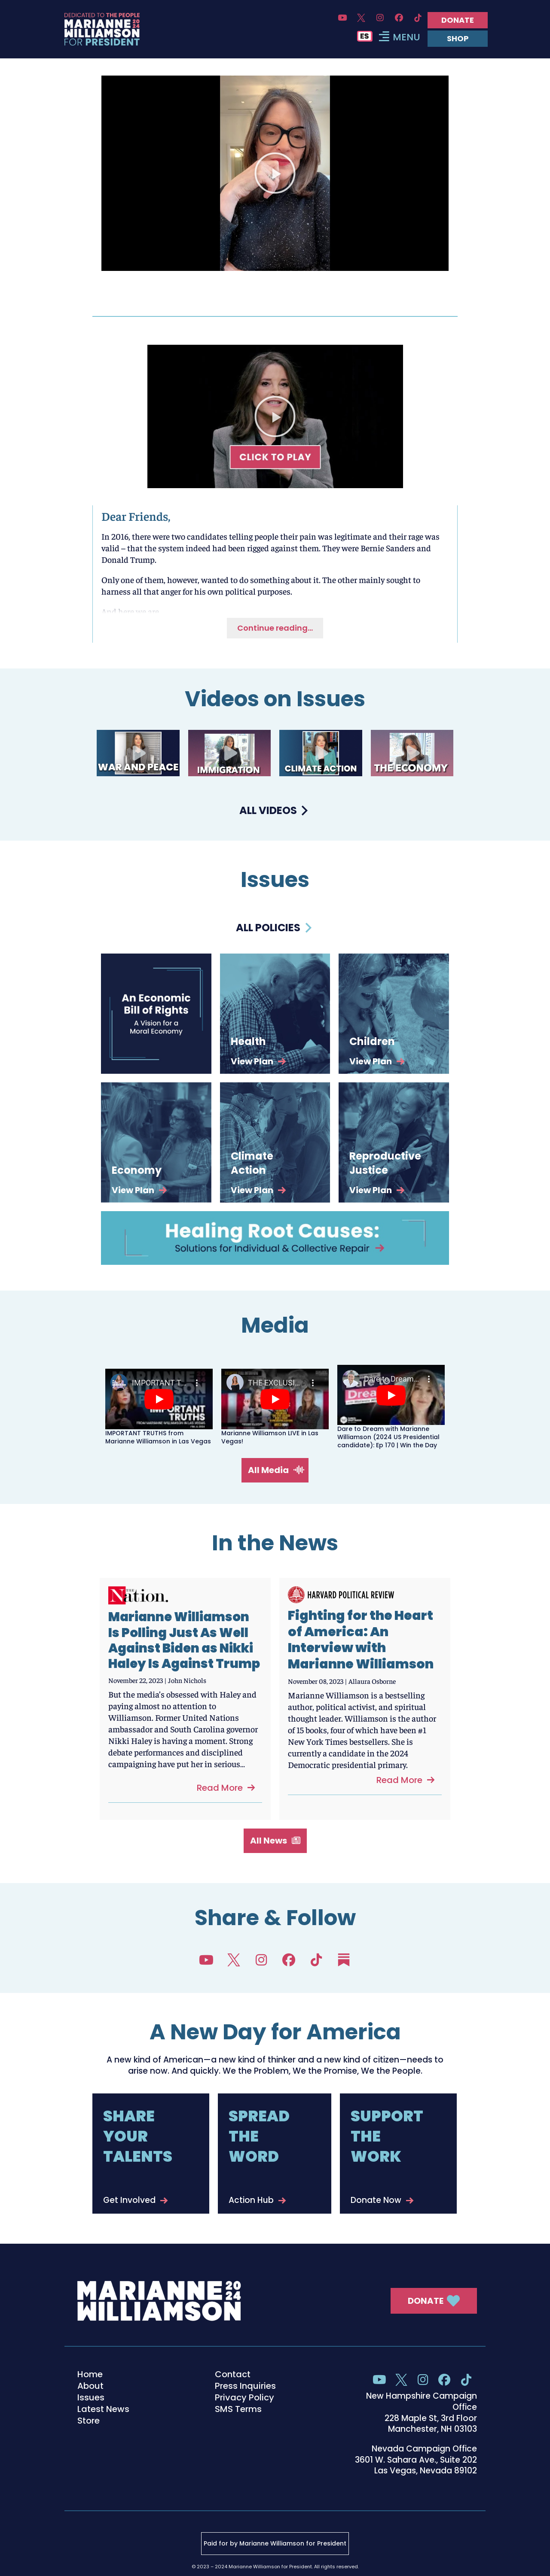 DEDICATED TO THE PEOPLE
MARIANNE 20
WILLIAMSON 24
FOR PRESIDENT
DONATE
ES
MENU
SHOP
CLICK TO PLAY
Dear Friends,
In 2016, there were two candidates telling people their pain was legitimate and their rage was
valid – that the system indeed had been rigged against them. They were Bernie Sanders and
Donald Trump.
Only one of them, however, wanted to do something about it. The other mainly sought to
harness all that anger for his own political purposes.
And here we are.
Continue reading...
Videos on Issues
WAR AND PEACE
IMMIGRATION
CLIMATE ACTION
THE ECONOMY
ALL VIDEOS
Issues
ALL POLICIES
An Economic
Bill of Rights
A Vision for a
Moral Economy
Health
View Plan
Children
View Plan
Economy
View Plan
Climate
Action
View Plan
Reproductive
Justice
View Plan
Healing Root Causes:
Solutions for Individual & Collective Repair
Media
IMPORTANT T...
IMPORTANT
TRUTHS
IMPORTANT TRUTHS from
Marianne Williamson in Las Vegas
THE EXCLUSI...
Marianne Williamson LIVE in Las
Vegas!
Dare to Dream...
Dare to Dream with Marianne
Williamson (2024 US Presidential
candidate): Ep 170 | Win the Day
All Media
In the News
The Nation.
Marianne Williamson
Is Polling Just As Well
Against Biden as Nikki
Haley Is Against Trump
November 22, 2023 | John Nichols
But the media's obsessed with Haley and
paying almost no attention to
Williamson. Former United Nations
ambassador and South Carolina governor
Nikki Haley is having a moment. Strong
debate performances and disciplined
campaigning have put her in serious...
Read More
HARVARD POLITICAL REVIEW
Fighting for the Heart
of America: An
Interview with
Marianne Williamson
November 08, 2023 | Allaura Osborne
Marianne Williamson is a bestselling
author, political activist, and spiritual
thought leader. Williamson is the author
of 15 books, four of which have been #1
New York Times bestsellers. She is
currently a candidate in the 2024
Democratic presidential primary.
Read More
All News
Share & Follow
A New Day for America
A new kind of American—a new kind of thinker and a new kind of citizen—needs to
arise now. And quickly. We the Problem, We the Promise, We the People.
SHARE
YOUR
TALENTS
Get Involved
SPREAD
THE
WORD
Action Hub
SUPPORT
THE
WORK
Donate Now
MARIANNE 20
WILLIAMSON 24
DONATE
Home
About
Issues
Latest News
Store
Contact
Press Inquiries
Privacy Policy
SMS Terms
New Hampshire Campaign
Office
228 Maple St, 3rd Floor
Manchester, NH 03103
Nevada Campaign Office
3601 W. Sahara Ave., Suite 202
Las Vegas, Nevada 89102
Paid for by Marianne Williamson for President
© 2023 – 2024 Marianne Williamson for President. All rights reserved.